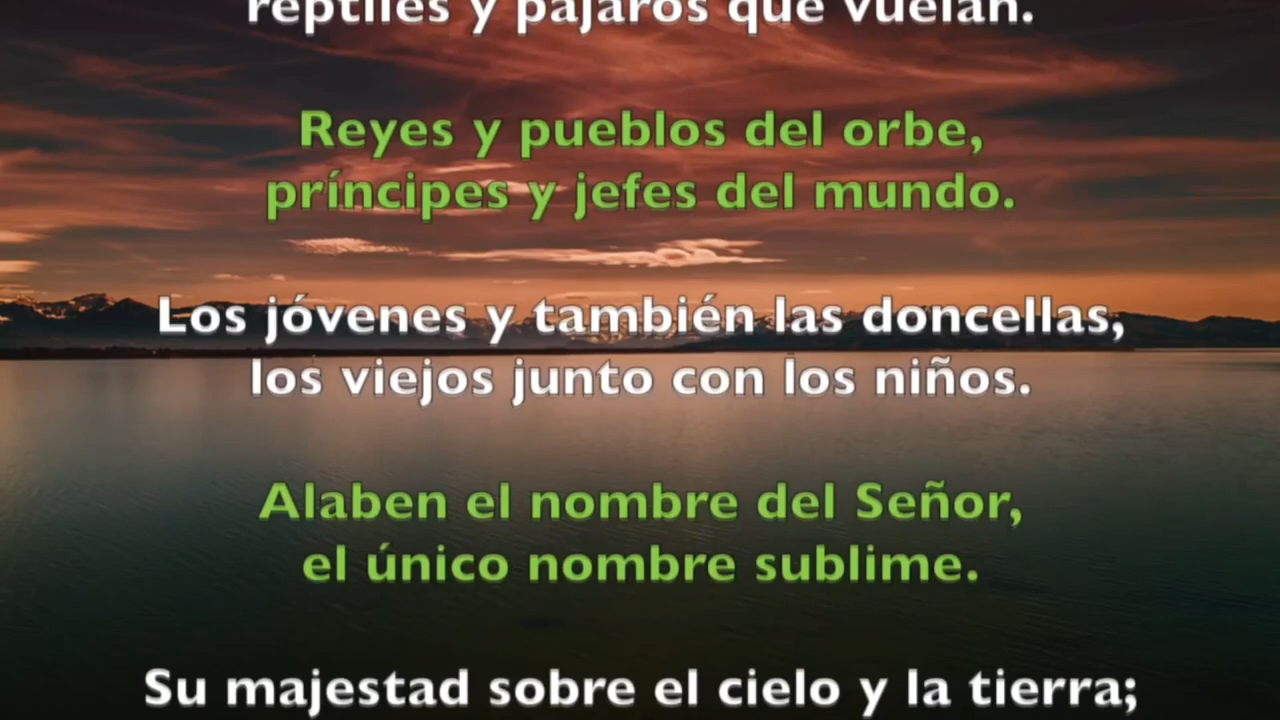 reptiles y pájaros que vuelan.
Reyes y pueblos del orbe,
príncipes y jefes del mundo.
Los jóvenes y también las doncellas,
los viejos junto con los niños.
Alaben el nombre del Señor,
el único nombre sublime.
Su majestad sobre el cielo y la tierra;